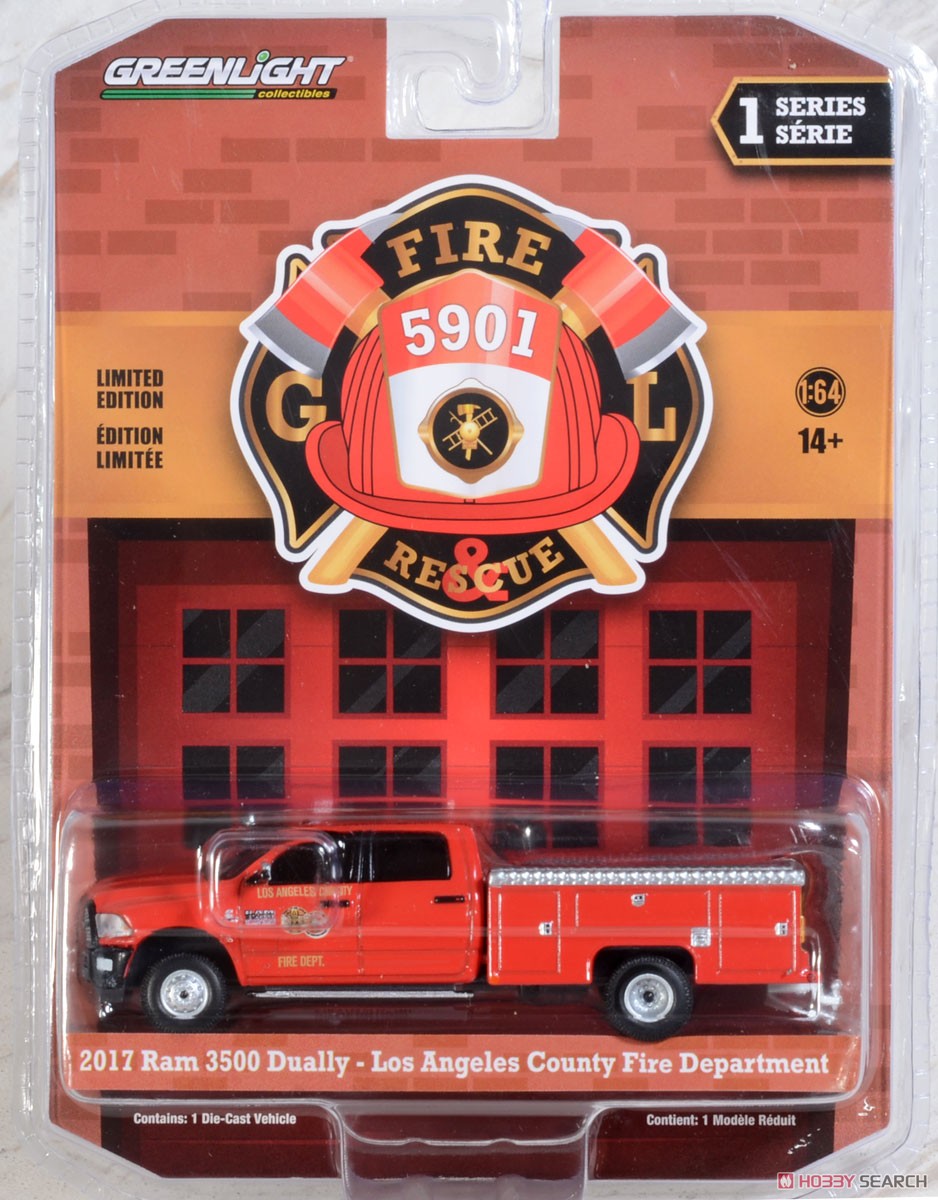 GREENLiGHT
collectibles
1 SERIES
SÉRIE
FIRE
5901
LIMITED
EDITION
ÉDITION
LIMITÉE
1:64
14+
G L
&
RESCUE
LOS ANGELES COUNTY
FIRE DEPT.
2017 Ram 3500 Dually - Los Angeles County Fire Department
Contains: 1 Die-Cast Vehicle
Contient: 1 Modèle Réduit
HOBBY SEARCH